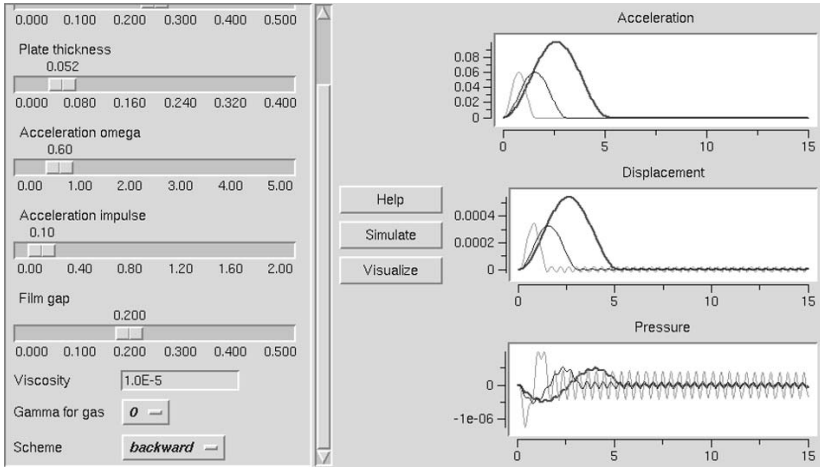 0.000 0.100 0.200 0.300 0.400 0.500
Plate thickness
0.052
0.000 0.080 0.160 0.240 0.320 0.400
Acceleration omega
0.60
0.00 1.00 2.00 3.00 4.00 5.00
Acceleration impulse
0.10
0.00 0.40 0.80 1.20 1.60 2.00
Film gap
0.200
0.000 0.100 0.200 0.300 0.400 0.500
Viscosity 1.0E-5
Gamma for gas 0
Scheme backward
Help
Simulate
Visualize
Acceleration
0.08
0.06
0.04
0.02
0
0 5 10 15
Displacement
0.0004
0.0002
0
0 5 10 15
Pressure
0
-1e-06
0 5 10 15